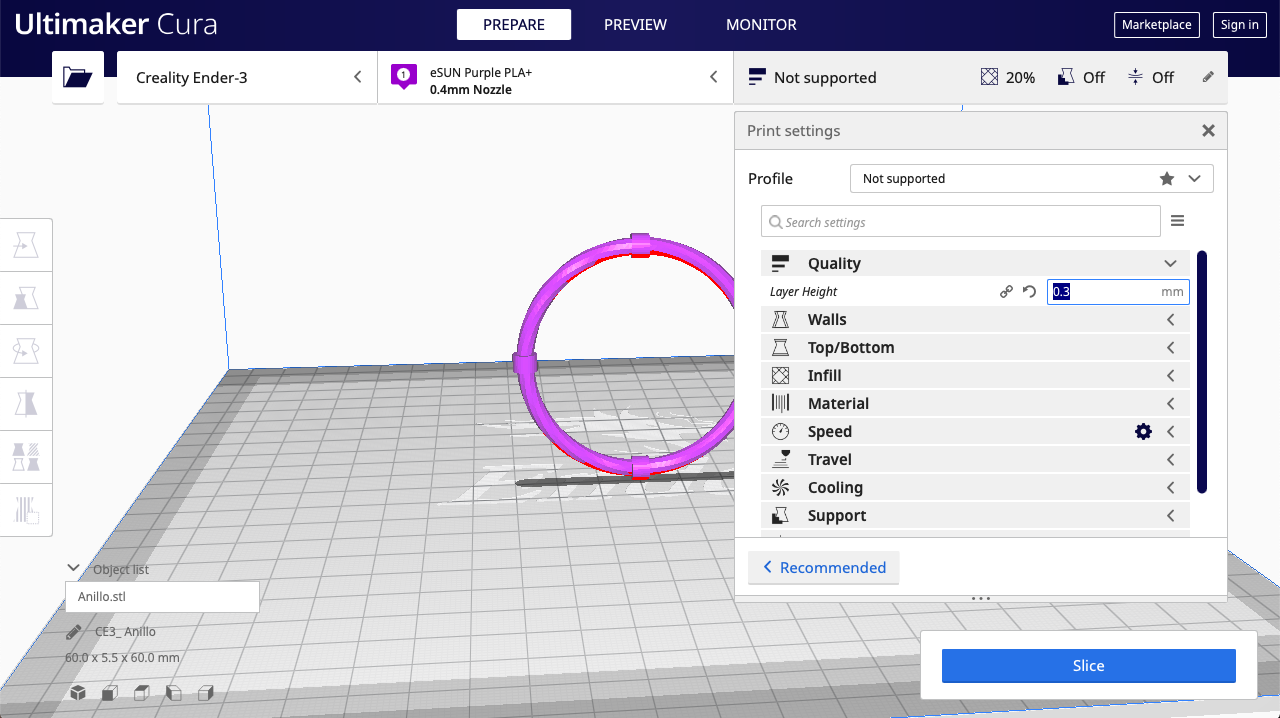 Ultimaker Cura
PREPARE
PREVIEW
MONITOR
Marketplace
Sign in
Creality Ender-3
1
eSUN Purple PLA+
0.4mm Nozzle
Not supported
20%
Off
Off
Print settings
Profile
Not supported
Search settings
Quality
Layer Height
0.3
mm
Walls
Top/Bottom
Infill
Material
Speed
Travel
Cooling
Support
Recommended
Object list
Anillo.stl
CE3_ Anillo
60.0 x 5.5 x 60.0 mm
Slice